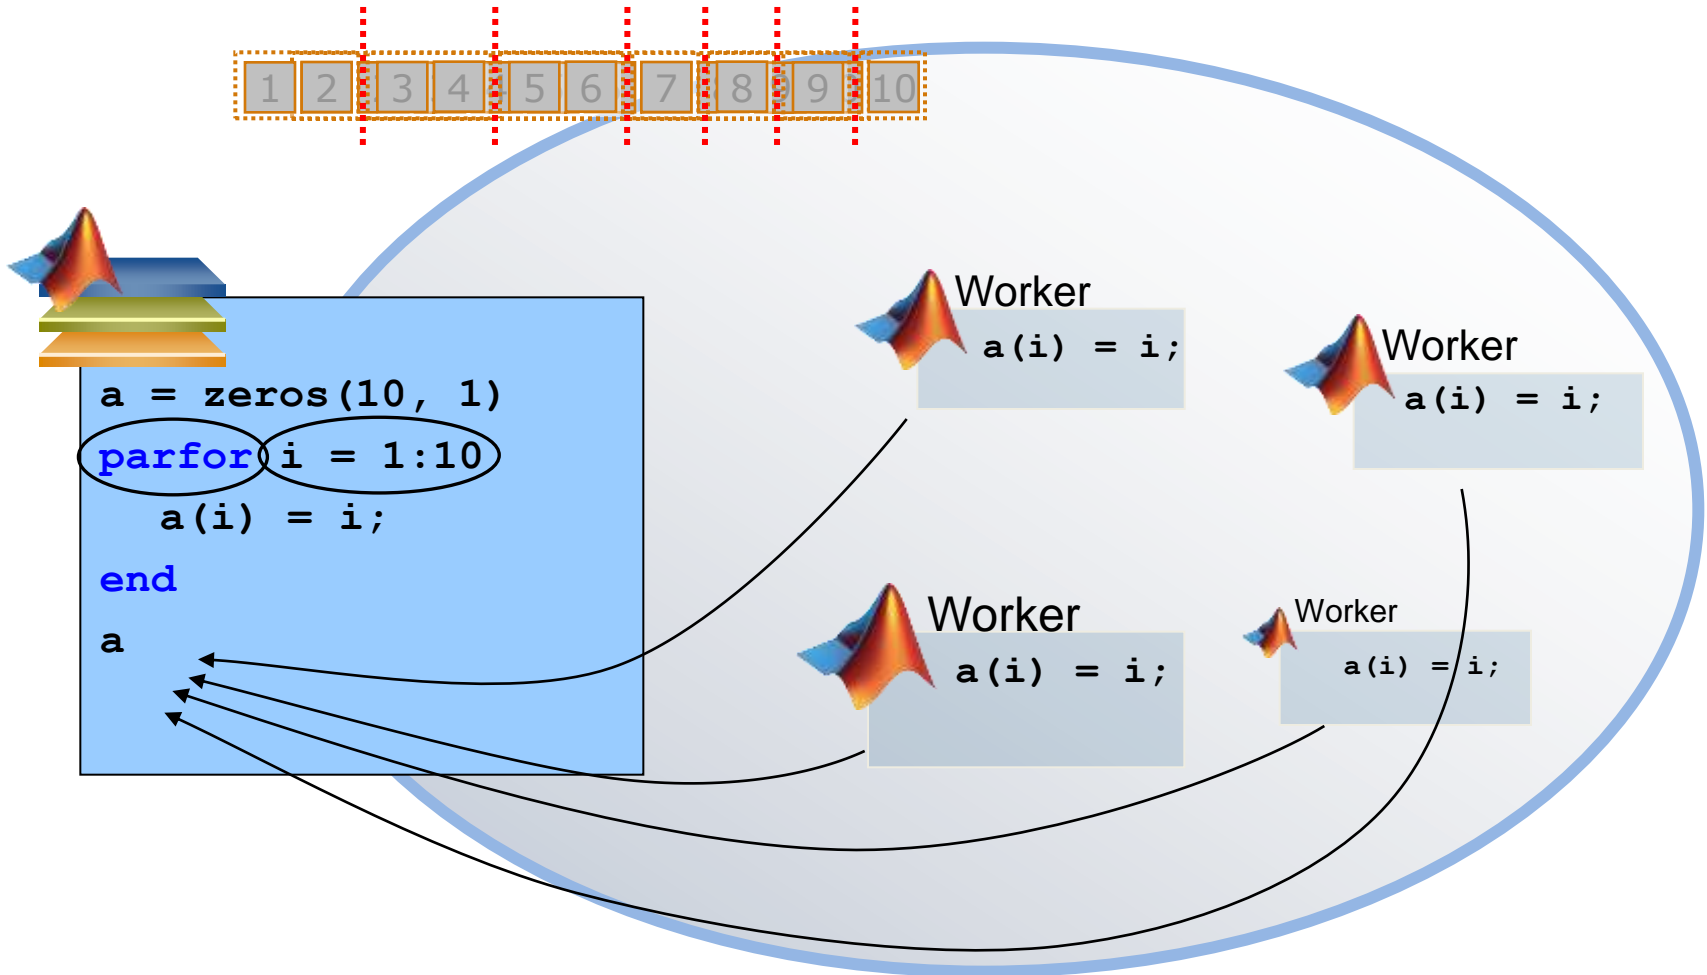 1 2 3 4 5 6 7 8 9 10
a = zeros(10, 1)
parfor i = 1:10
a(i) = i;
end
a
Worker
a(i) = i;
Worker
a(i) = i;
Worker
a(i) = i;
Worker
a(i) = i;